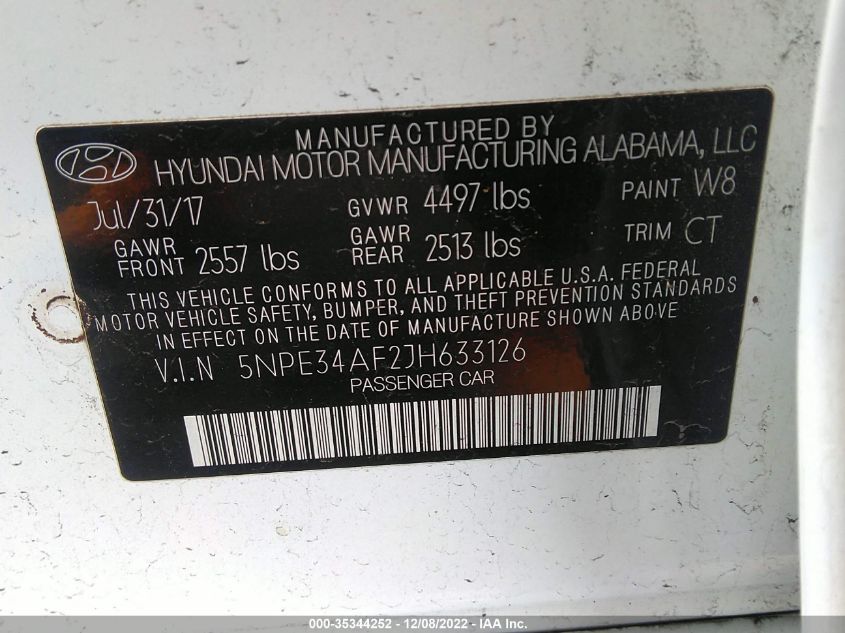 MANUFACTURED BY
HYUNDAI MOTOR MANUFACTURING ALABAMA, LLC
Jul/31/17 GVWR 4497 lbs PAINT W8
GAWR FRONT 2557 lbs GAWR REAR 2513 lbs TRIM CT
THIS VEHICLE CONFORMS TO ALL APPLICABLE U.S.A. FEDERAL
MOTOR VEHICLE SAFETY, BUMPER, AND THEFT PREVENTION STANDARDS
IN EFFECT ON THE DATE OF MANUFACTURE SHOWN ABOVE
V.I.N 5NPE34AF2JH633126
PASSENGER CAR
000-35344252 - 12/08/2022 - IAA Inc.